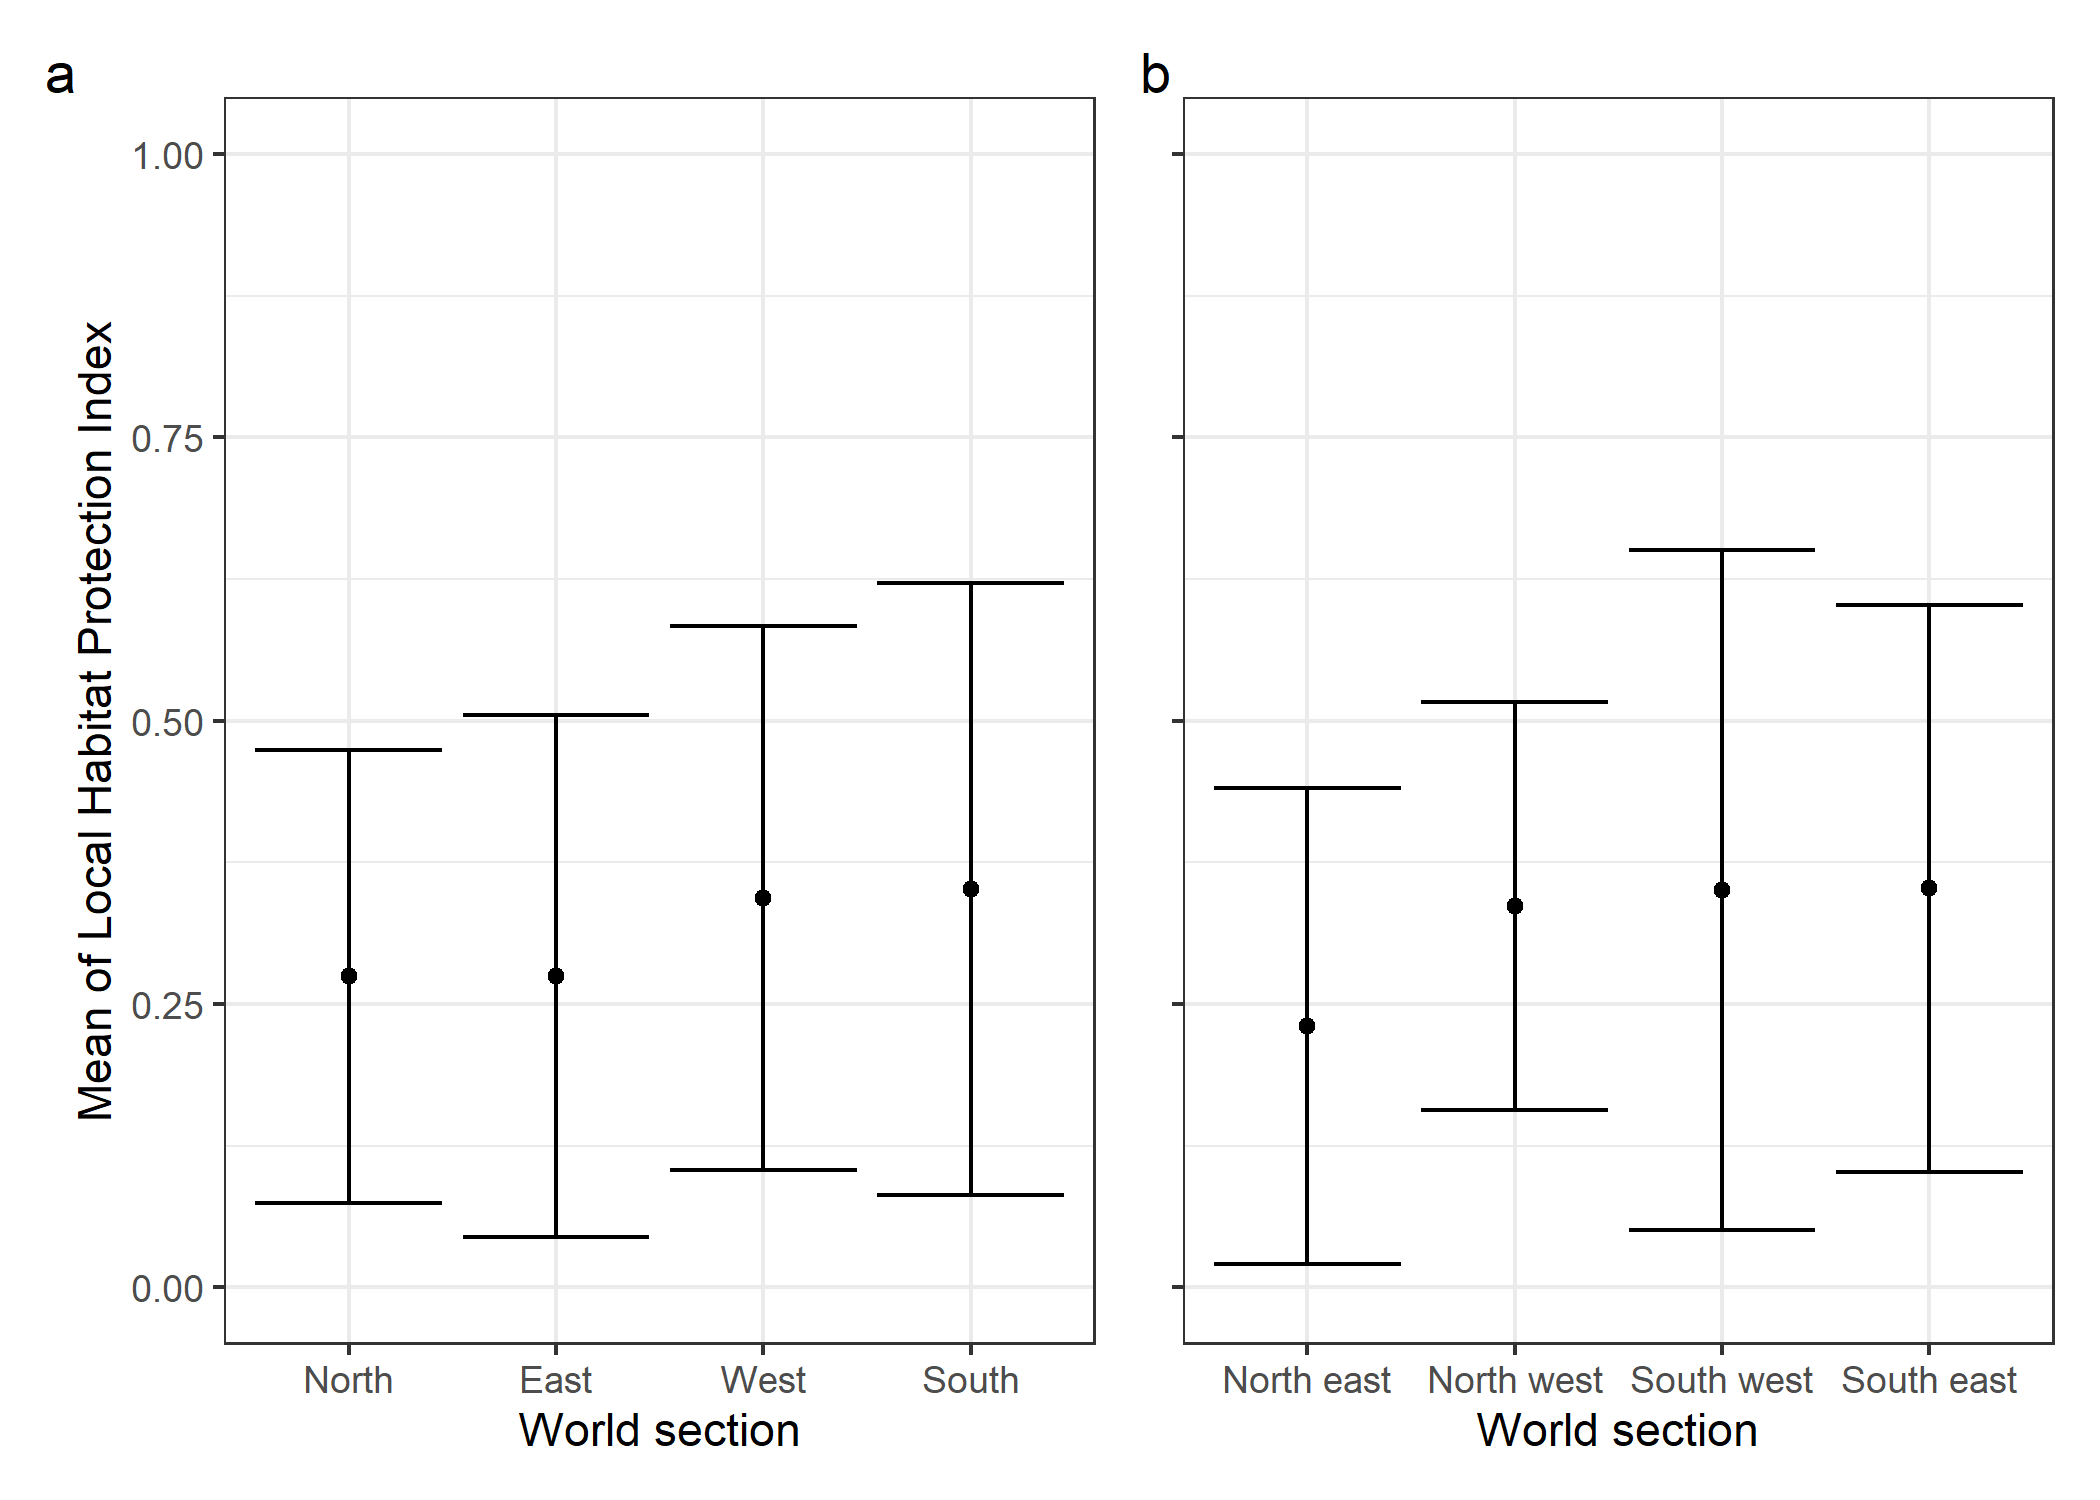 a
b
Mean of Local Habitat Protection Index
1.00
0.75
0.50
0.25
0.00
North East West South
World section
North east North west South west South east
World section